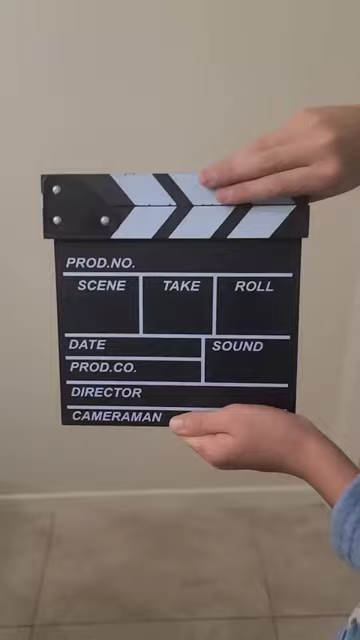 PROD.NO.
SCENE TAKE ROLL
DATE SOUND
PROD.CO.
DIRECTOR
CAMERAMAN